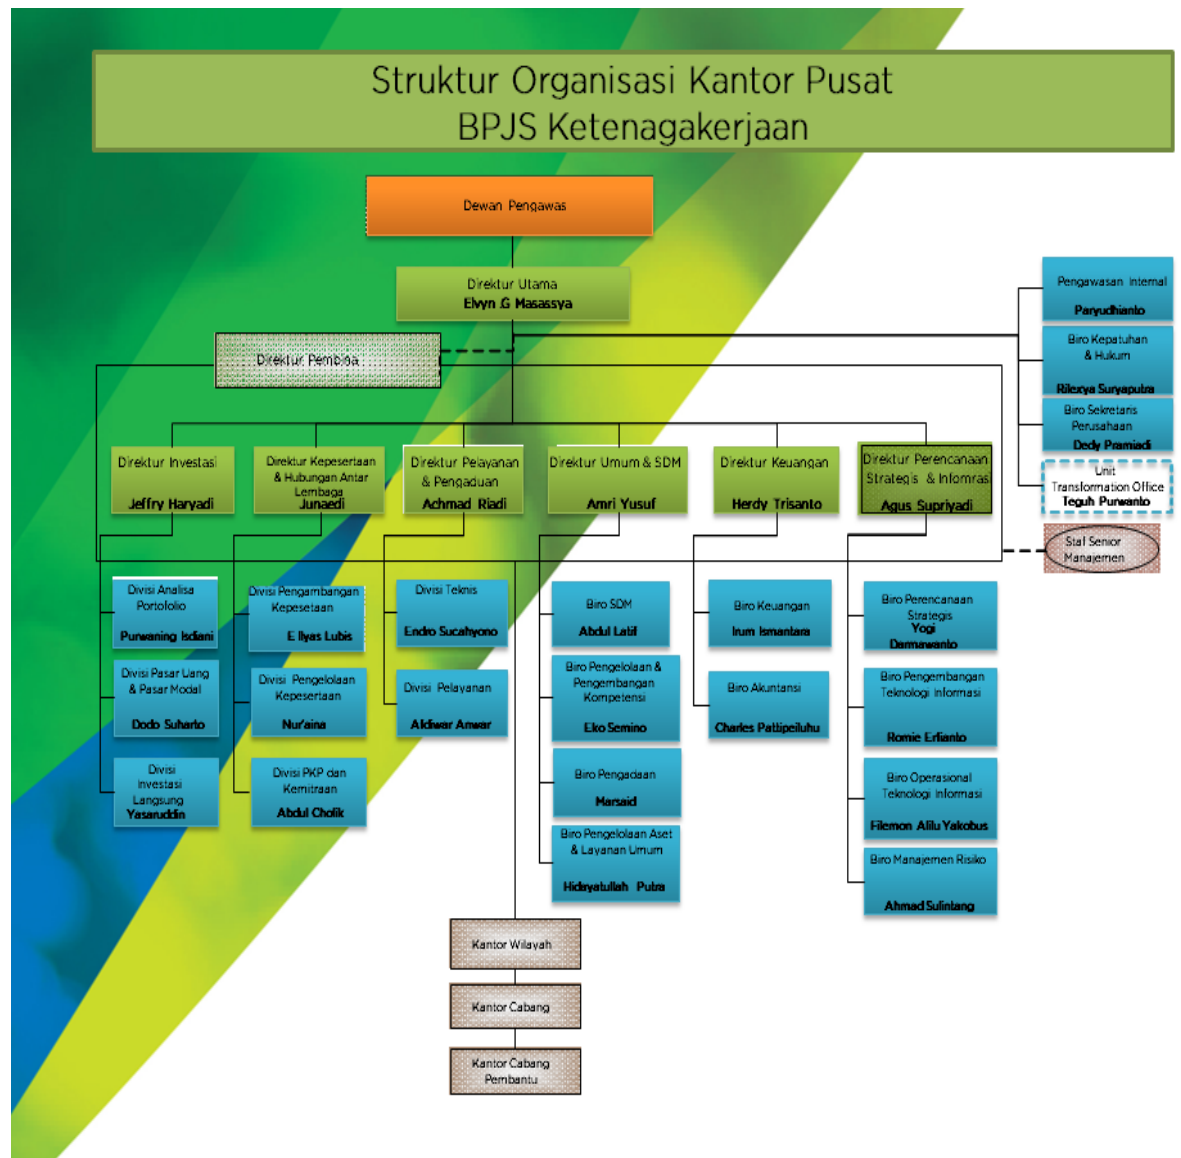 Struktur Organisasi Kantor Pusat
BPJS Ketenagakerjaan
Dewan Pengawas
Direktur Utama
Elvyn .G Masassya
Direktur Pembina
Pengawasan Internal
Paryudhianto
Biro Kepatuhan
& Hukum
Rilexya Suryaputra
Biro Sekretaris
Perusahaan
Dedy Pramiadi
Unit
Transformation Office
Teguh Purwanto
Staf Senior
Manajemen
Direktur Investasi
Jeffry Haryadi
Direktur Kepesertaan
& Hubungan Antar
Lembaga
Junaedi
Direktur Pelayanan
& Pengaduan
Achmad Riadi
Direktur Umum & SDM
Amri Yusuf
Direktur Keuangan
Herdy Trisanto
Direktur Perencanaan
Strategis & Infomrasi
Agus Supriyadi
Divisi Analisa
Portofolio
Purwaning Isdiani
Divisi Pasar Uang
& Pasar Modal
Dodo Suharto
Divisi
Investasi
Langsung
Yasaruddin
Divisi Pengambangan
Kepesetaan
E Ilyas Lubis
Divisi Pengelolaan
Kepesertaan
Nur'aina
Divisi PKP dan
Kemitraan
Abdul Cholik
Divisi Teknis
Endro Sucahyono
Divisi Pelayanan
Aldiwar Anwar
Biro SDM
Abdul Latif
Biro Pengelolaan &
Pengembangan
Kompetensi
Eko Semino
Biro Pengadaan
Marsaid
Biro Pengelolaan Aset
& Layanan Umum
Hidayatullah Putra
Biro Keuangan
Irum Ismantara
Biro Akuntansi
Charles Pattipeiluhu
Biro Perencanaan
Strategis
Yogi
Darmawanto
Biro Pengembangan
Teknologi Informasi
Romie Erfianto
Biro Operasional
Teknologi Informasi
Filemon Alilu Yakobus
Biro Manajemen Risiko
Ahmad Sulintang
Kantor Wilayah
Kantor Cabang
Kantor Cabang
Pembantu